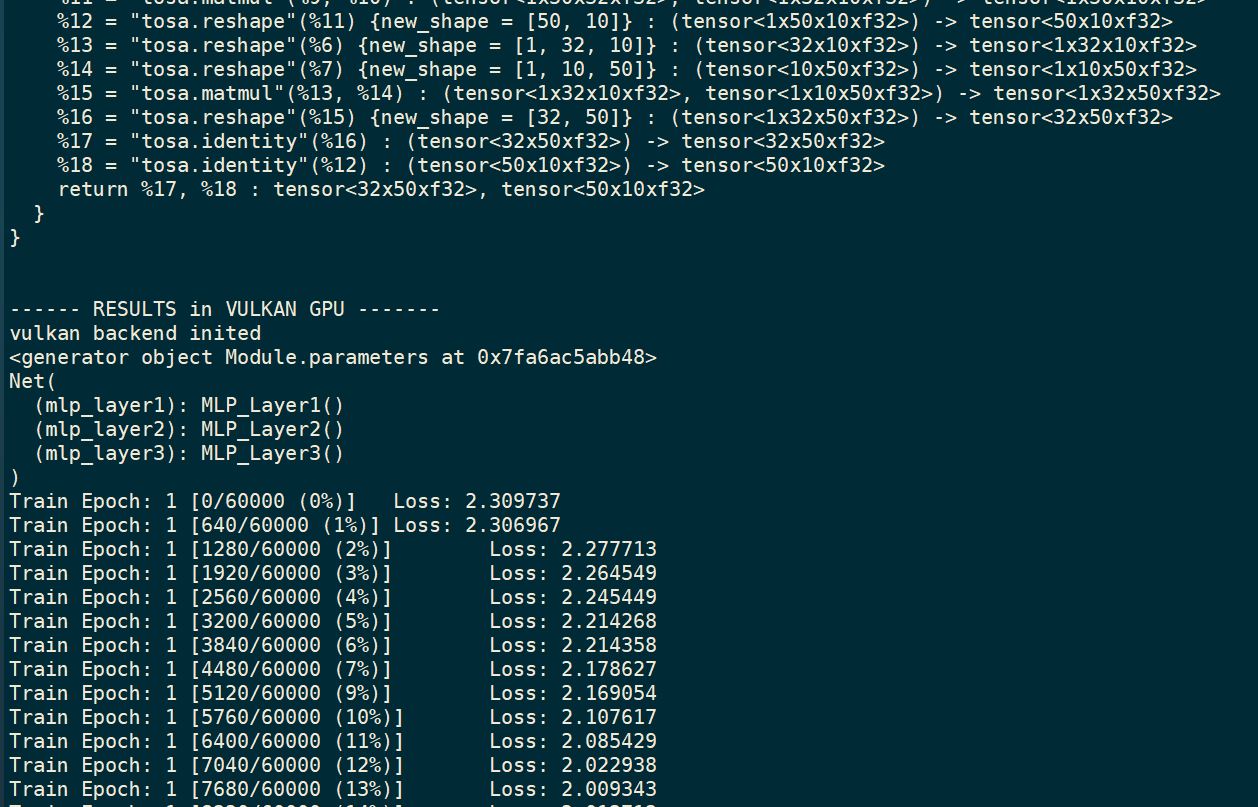 %12 = "tosa.reshape"(%11) {new_shape = [50, 10]} : (tensor<1x50x10xf32>) -> tensor<50x10xf32>
%13 = "tosa.reshape"(%6) {new_shape = [1, 32, 10]} : (tensor<32x10xf32>) -> tensor<1x32x10xf32>
%14 = "tosa.reshape"(%7) {new_shape = [1, 10, 50]} : (tensor<10x50xf32>) -> tensor<1x10x50xf32>
%15 = "tosa.matmul"(%13, %14) : (tensor<1x32x10xf32>, tensor<1x10x50xf32>) -> tensor<1x32x50xf32>
%16 = "tosa.reshape"(%15) {new_shape = [32, 50]} : (tensor<1x32x50xf32>) -> tensor<32x50xf32>
%17 = "tosa.identity"(%16) : (tensor<32x50xf32>) -> tensor<32x50xf32>
%18 = "tosa.identity"(%12) : (tensor<50x10xf32>) -> tensor<50x10xf32>
return %17, %18 : tensor<32x50xf32>, tensor<50x10xf32>
}
}
------ RESULTS in VULKAN GPU -------
vulkan backend inited
<generator object Module.parameters at 0x7fa6ac5abb48>
Net(
(mlp_layer1): MLP_Layer1()
(mlp_layer2): MLP_Layer2()
(mlp_layer3): MLP_Layer3()
)
Train Epoch: 1 [0/60000 (0%)] Loss: 2.309737
Train Epoch: 1 [640/60000 (1%)] Loss: 2.306967
Train Epoch: 1 [1280/60000 (2%)] Loss: 2.277713
Train Epoch: 1 [1920/60000 (3%)] Loss: 2.264549
Train Epoch: 1 [2560/60000 (4%)] Loss: 2.245449
Train Epoch: 1 [3200/60000 (5%)] Loss: 2.214268
Train Epoch: 1 [3840/60000 (6%)] Loss: 2.214358
Train Epoch: 1 [4480/60000 (7%)] Loss: 2.178627
Train Epoch: 1 [5120/60000 (9%)] Loss: 2.169054
Train Epoch: 1 [5760/60000 (10%)] Loss: 2.107617
Train Epoch: 1 [6400/60000 (11%)] Loss: 2.085429
Train Epoch: 1 [7040/60000 (12%)] Loss: 2.022938
Train Epoch: 1 [7680/60000 (13%)] Loss: 2.009343